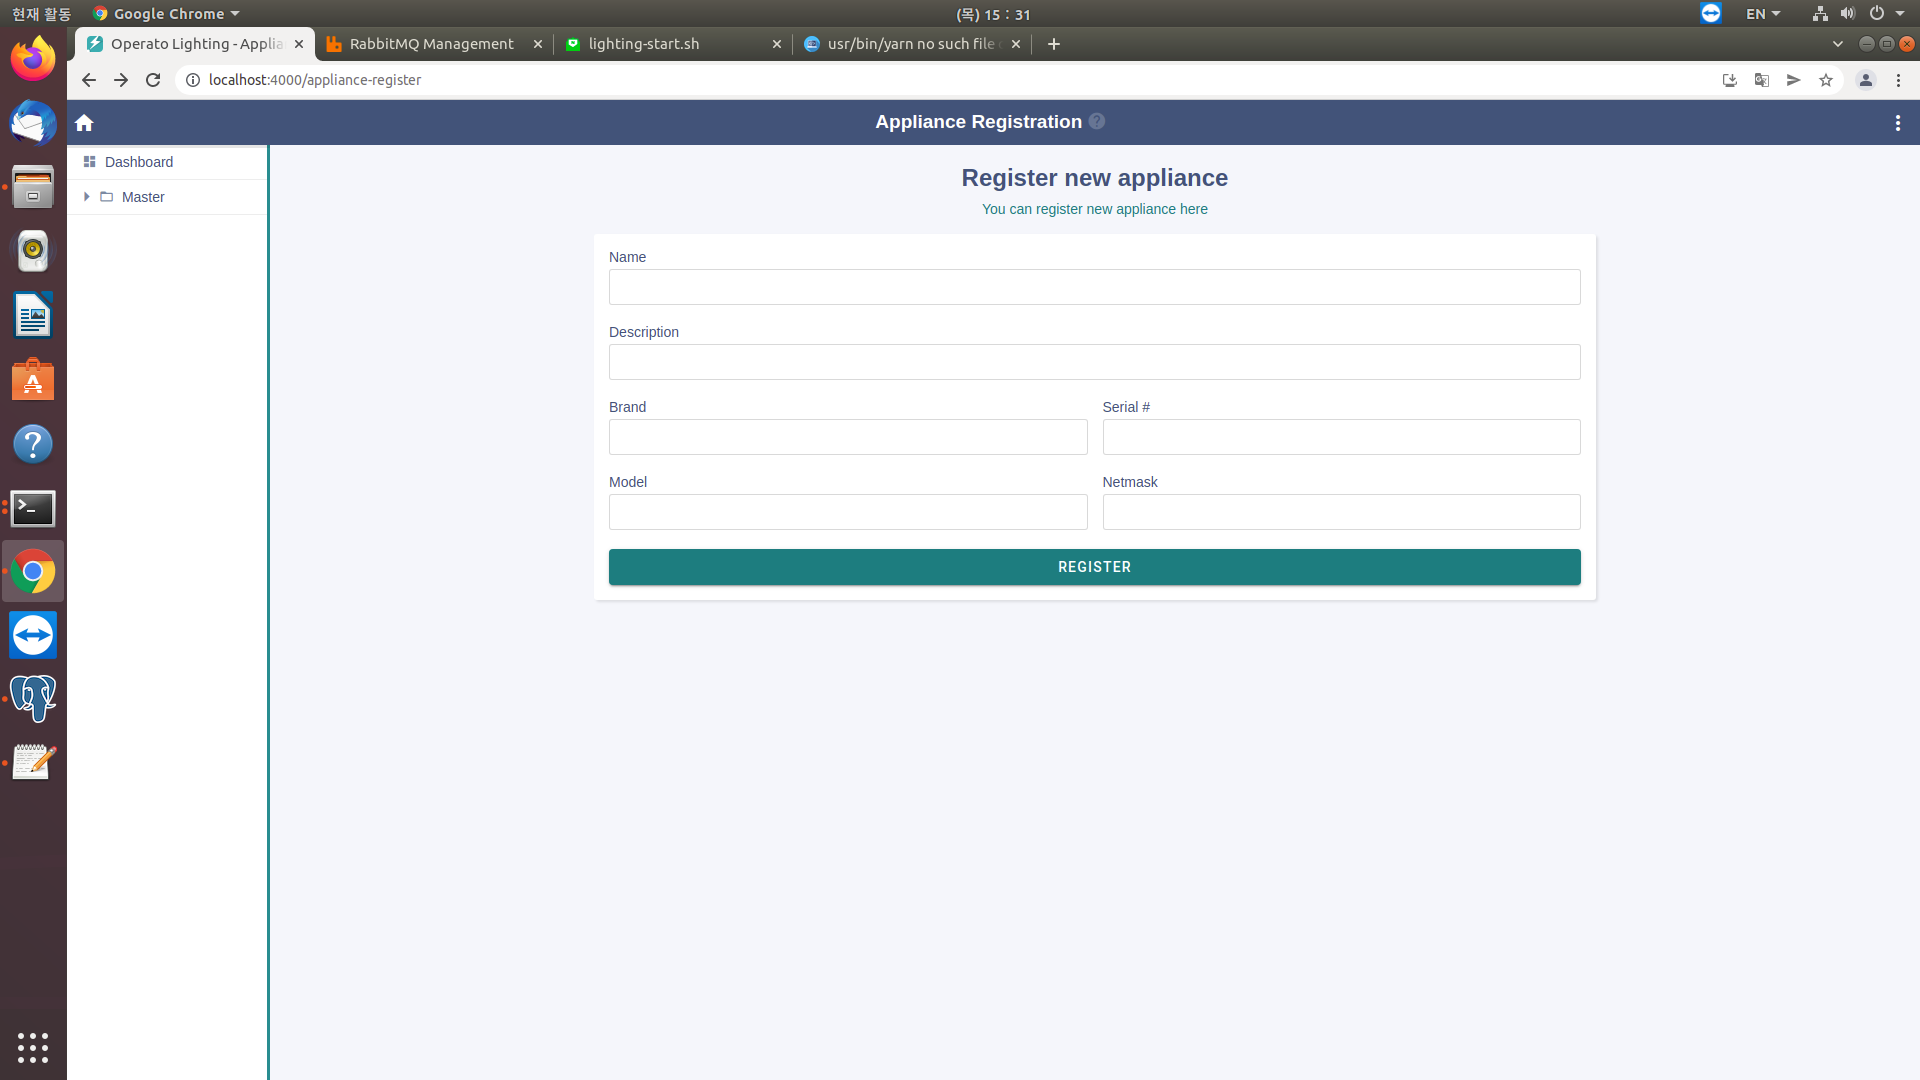 현재 활동 Google Chrome (목) 15 : 31 EN
Operato Lighting - Applia RabbitMQ Management lighting-start.sh usr/bin/yarn no such file
localhost:4000/appliance-register
Appliance Registration ?
Dashboard
Master
Register new appliance
You can register new appliance here
Name
Description
Brand
Serial #
Model
Netmask
REGISTER